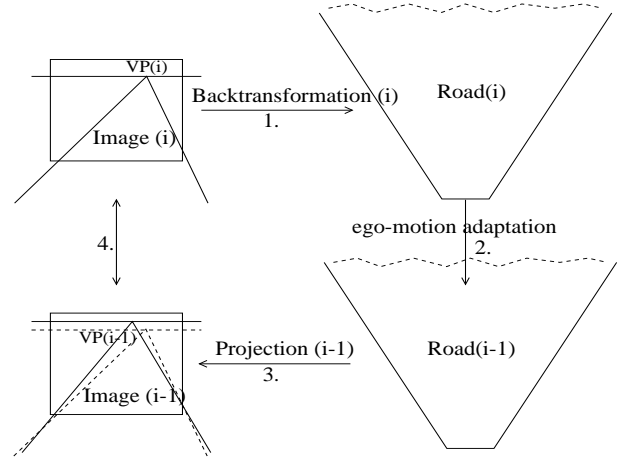 VP(i)
Image (i)
Backtransformation (i)
1.
Road(i)
4.
ego-motion adaptation
2.
VP(i-1)
Image (i-1)
Projection (i-1)
3.
Road(i-1)